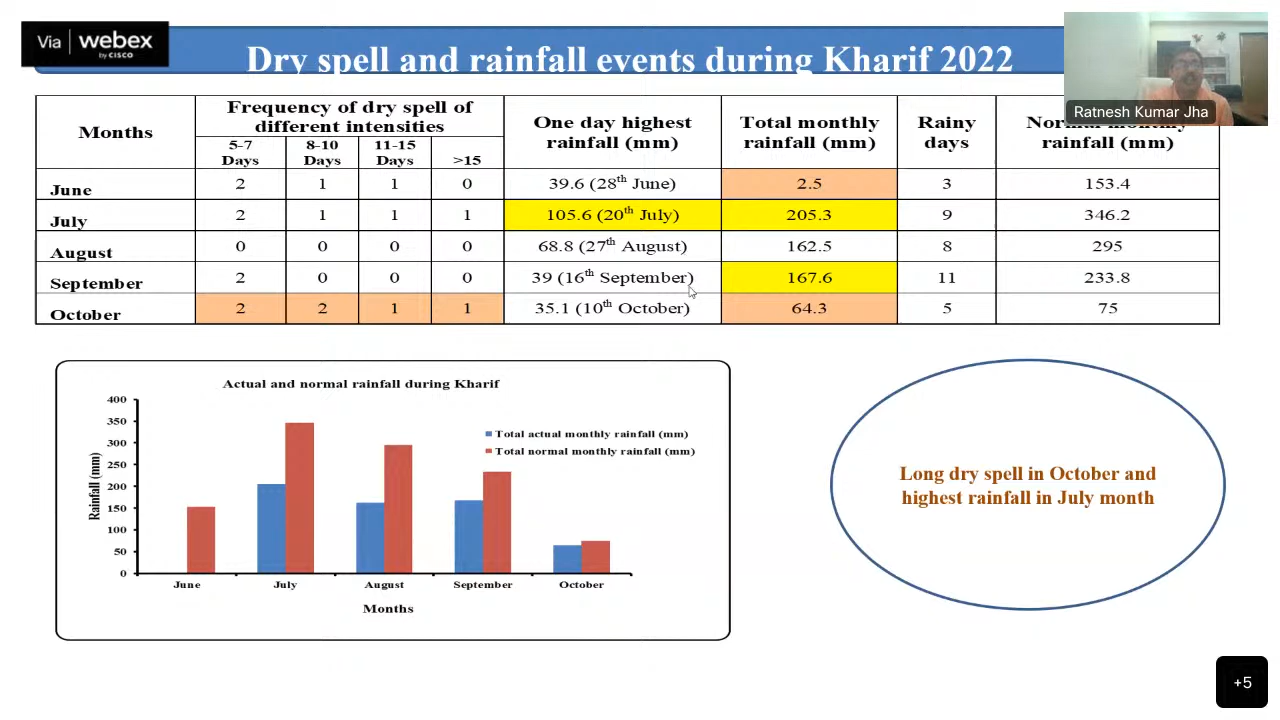 Via webex
by CISCO
Dry spell and rainfall events during Kharif 2022
Ratnesh Kumar Jha
Months
Frequency of dry spell of
different intensities
5-7
Days
8-10
Days
11-15
Days
>15
One day highest
rainfall (mm)
Total monthly
rainfall (mm)
Rainy
days
Normal monthly
rainfall (mm)
June 2 1 1 0 39.6 (28th June) 2.5 3 153.4
July 2 1 1 1 105.6 (20th July) 205.3 9 346.2
August 0 0 0 0 68.8 (27th August) 162.5 8 295
September 2 0 0 0 39 (16th September) 167.6 11 233.8
October 2 2 1 1 35.1 (10th October) 64.3 5 75
Actual and normal rainfall during Kharif
400
350
300
250
200
150
100
50
0
Rainfall (mm)
Total actual monthly rainfall (mm)
Total normal monthly rainfall (mm)
June July August September October
Months
Long dry spell in October and
highest rainfall in July month
+5